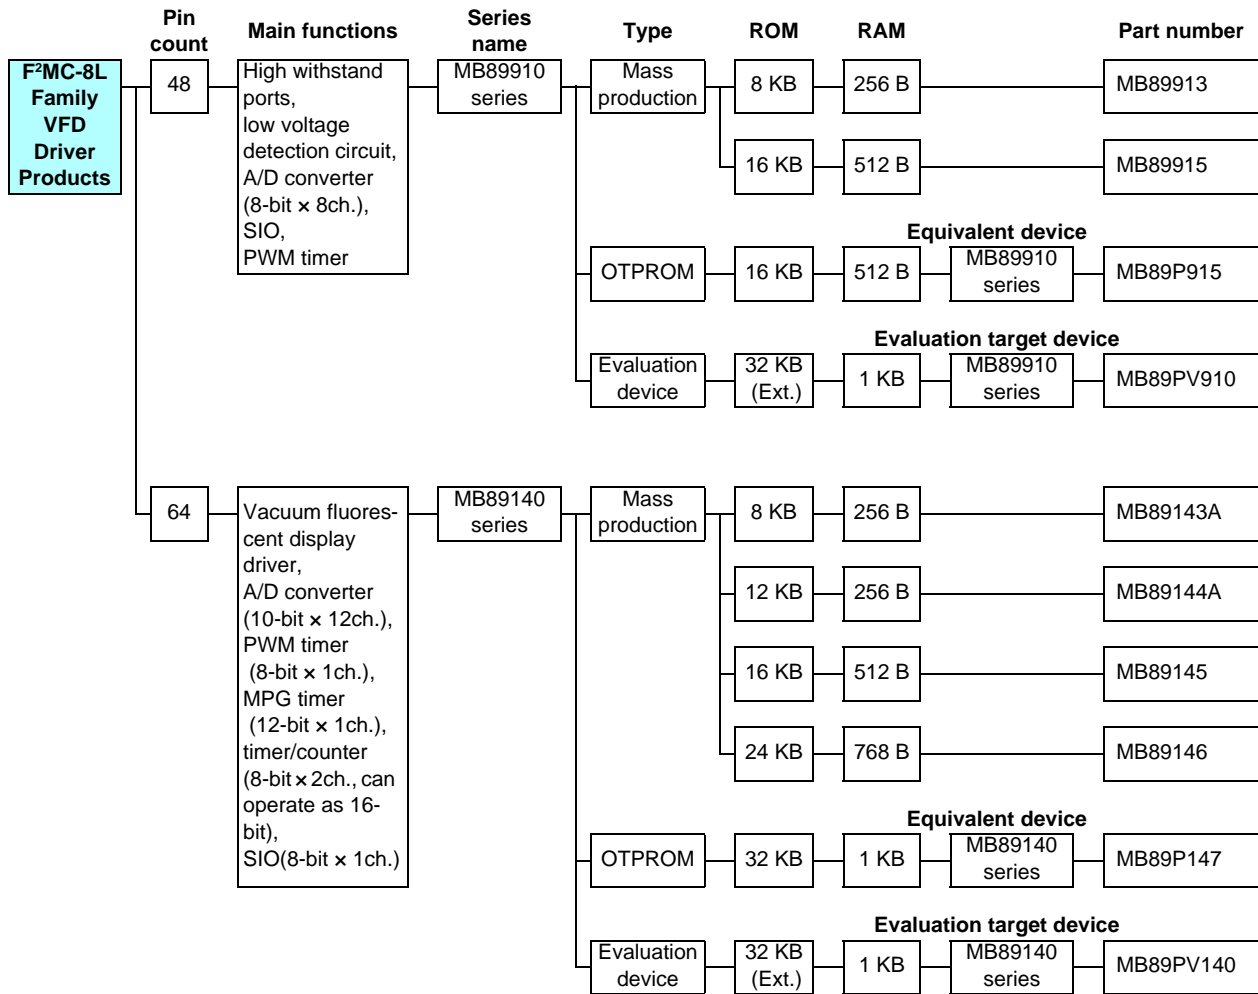 Pin count
Main functions
Series name
Type
ROM
RAM
Part number
F²MC-8L
Family
VFD
Driver
Products
48
High withstand
ports,
low voltage
detection circuit,
A/D converter
(8-bit × 8ch.),
SIO,
PWM timer
MB89910
series
Mass
production
8 KB
256 B
MB89913
16 KB
512 B
MB89915
Equivalent device
OTPROM
16 KB
512 B
MB89910
series
MB89P915
Evaluation target device
Evaluation
device
32 KB
(Ext.)
1 KB
MB89910
series
MB89PV910
64
Vacuum fluores-
cent display
driver,
A/D converter
(10-bit × 12ch.),
PWM timer
(8-bit × 1ch.),
MPG timer
(12-bit × 1ch.),
timer/counter
(8-bit × 2ch., can
operate as 16-
bit),
SIO(8-bit × 1ch.)
MB89140
series
Mass
production
8 KB
256 B
MB89143A
12 KB
256 B
MB89144A
16 KB
512 B
MB89145
24 KB
768 B
MB89146
Equivalent device
OTPROM
32 KB
1 KB
MB89140
series
MB89P147
Evaluation target device
Evaluation
device
32 KB
(Ext.)
1 KB
MB89140
series
MB89PV140